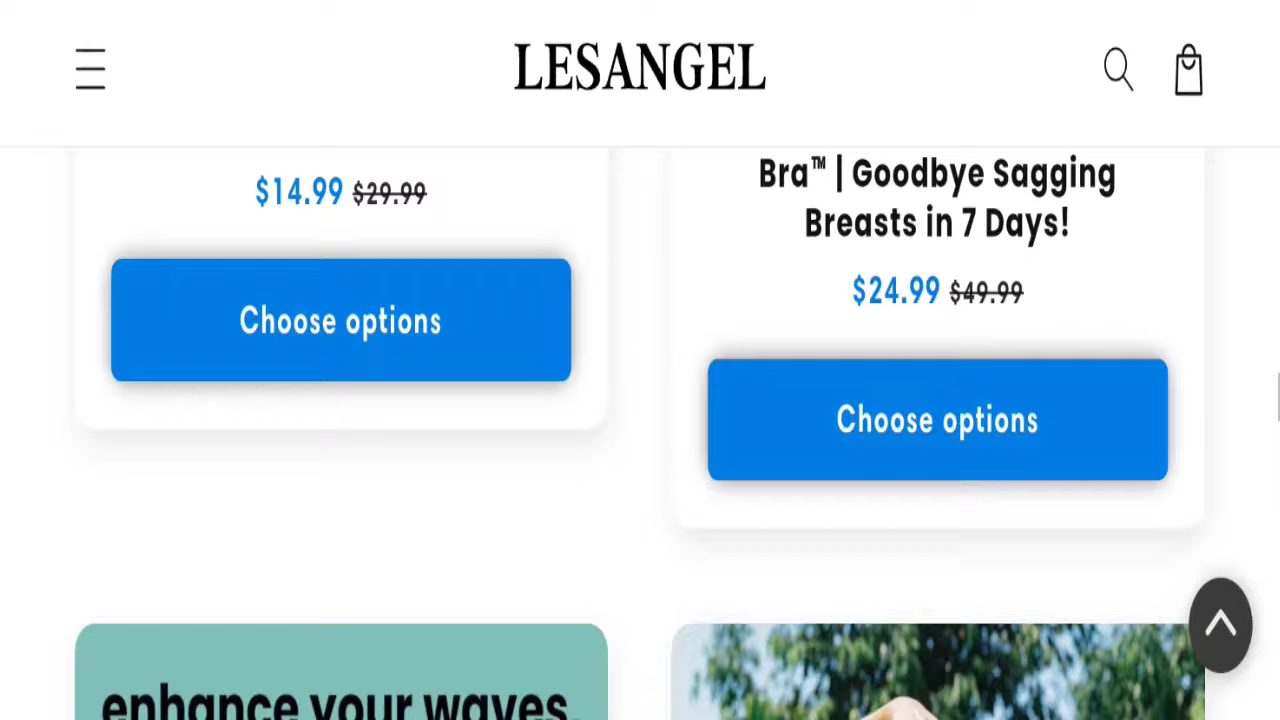 LESANGEL
$14.99 $29.99
Choose options
Bra™ | Goodbye Sagging
Breasts in 7 Days!
$24.99 $49.99
Choose options
enhance your waves.